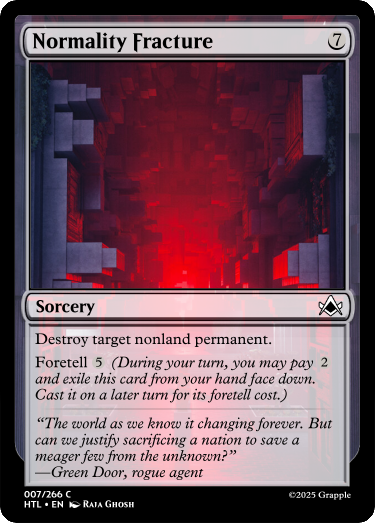 Normality Fracture 7
Sorcery
Destroy target nonland permanent.
Foretell 5 (During your turn, you may pay 2
and exile this card from your hand face down.
Cast it on a later turn for its foretell cost.)
“The world as we know it changing forever. But
can we justify sacrificing a nation to save a
meager few from the unknown?”
—Green Door, rogue agent
007/266 C
HTL • EN Raja Ghosh
©2025 Grapple